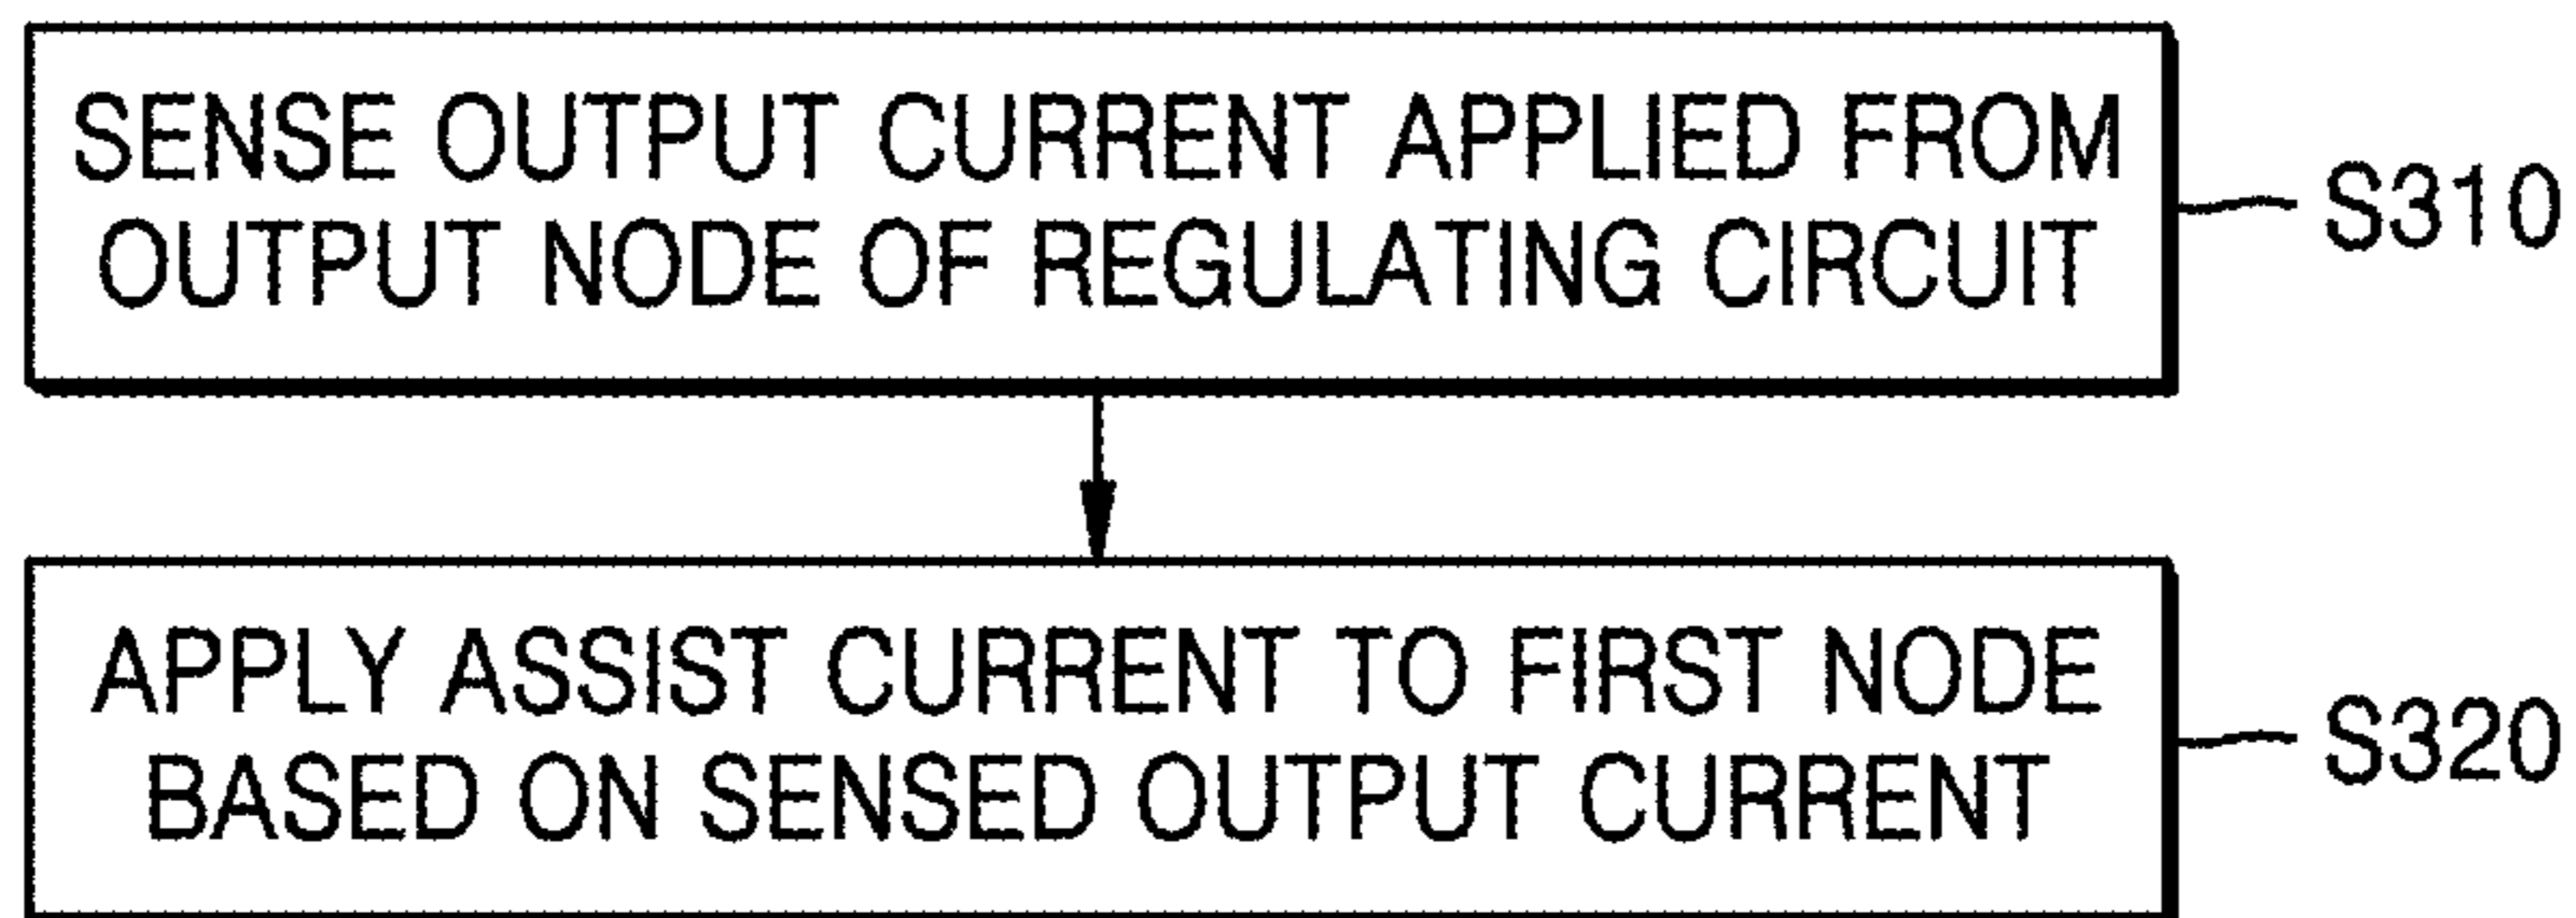 SENSE OUTPUT CURRENT APPLIED FROM
OUTPUT NODE OF REGULATING CIRCUIT
S310
APPLY ASSIST CURRENT TO FIRST NODE
BASED ON SENSED OUTPUT CURRENT
S320